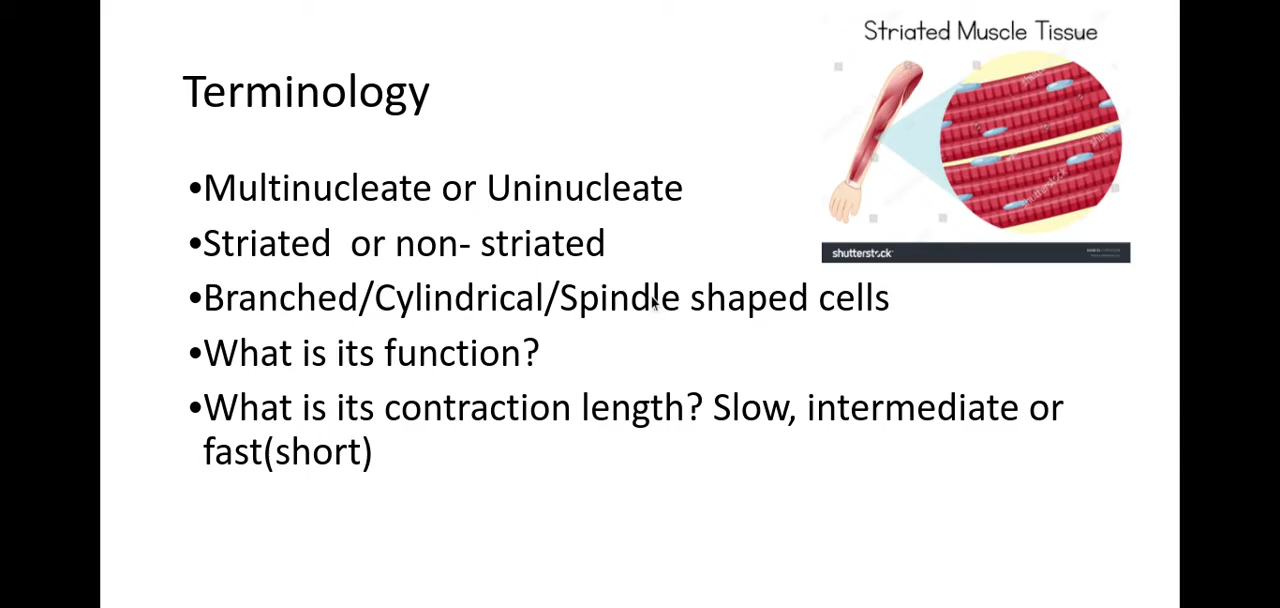 Striated Muscle Tissue
Terminology
•Multinucleate or Uninucleate
•Striated  or non- striated
•Branched/Cylindrical/Spindle shaped cells
•What is its function?
•What is its contraction length? Slow, intermediate or
fast(short)
shutterstock